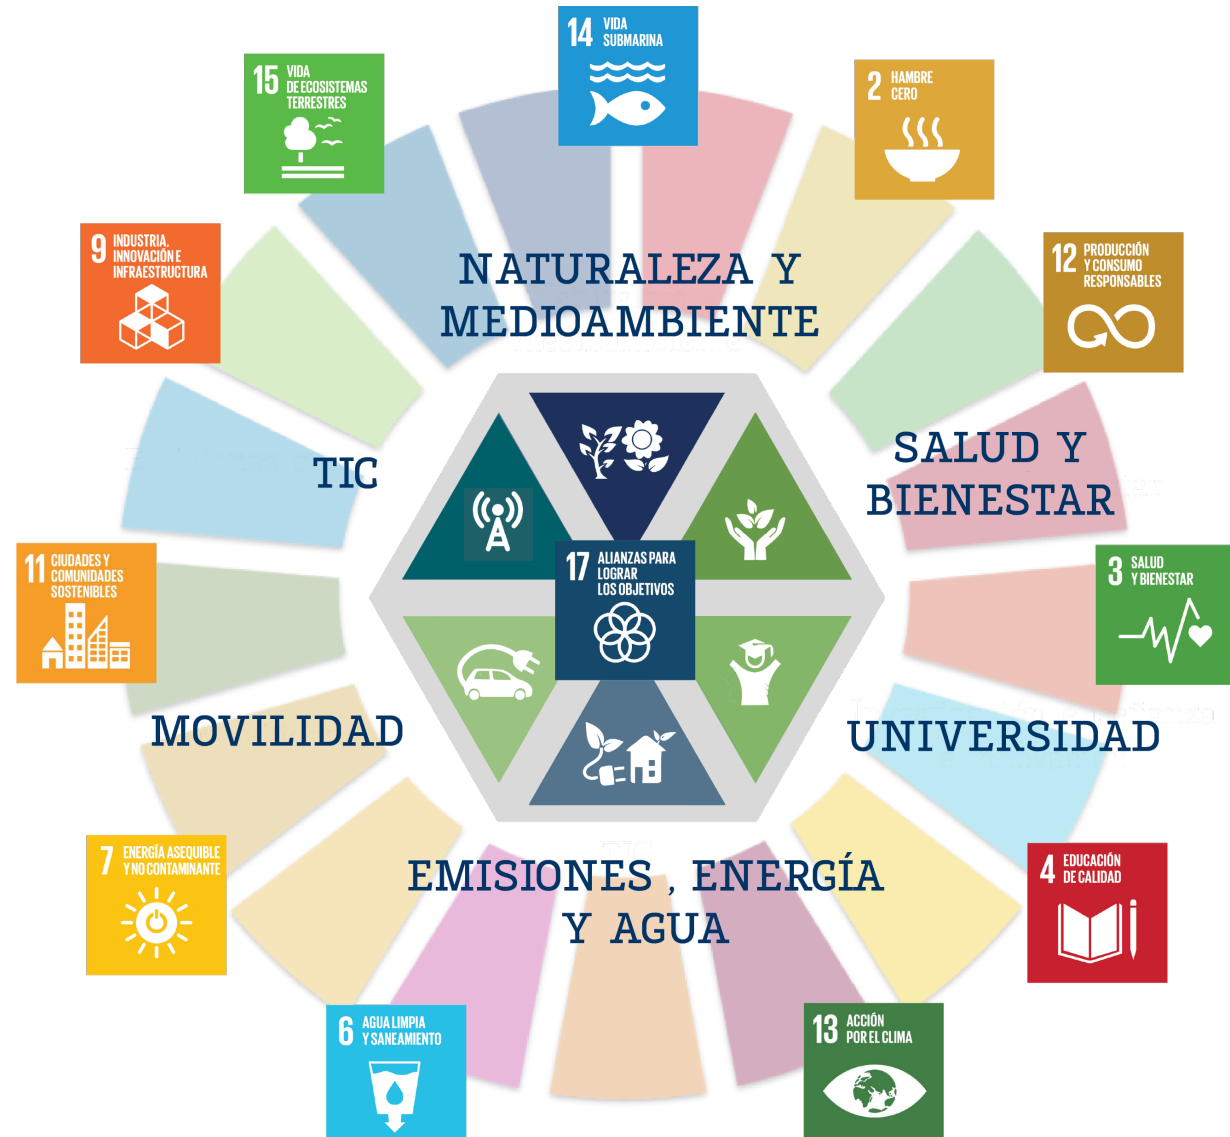 14 VIDA
SUBMARINA
15 VIDA
DE ECOSISTEMAS
TERRESTRES
2 HAMBRE
CERO
9 INDUSTRIA,
INNOVACIÓN E
INFRAESTRUCTURA
12 PRODUCCIÓN
Y CONSUMO
RESPONSABLES
NATURALEZA Y
MEDIOAMBIENTE
TIC
SALUD Y
BIENESTAR
11 CIUDADES Y
COMUNIDADES
SOSTENIBLES
17 ALIANZAS PARA
LOGRAR
LOS OBJETIVOS
3 SALUD
Y BIENESTAR
MOVILIDAD
UNIVERSIDAD
7 ENERGÍA ASEQUIBLE
Y NO CONTAMINANTE
EMISIONES , ENERGÍA
Y AGUA
4 EDUCACIÓN
DE CALIDAD
6 AGUA LIMPIA
Y SANEAMIENTO
13 ACCIÓN
POR EL CLIMA